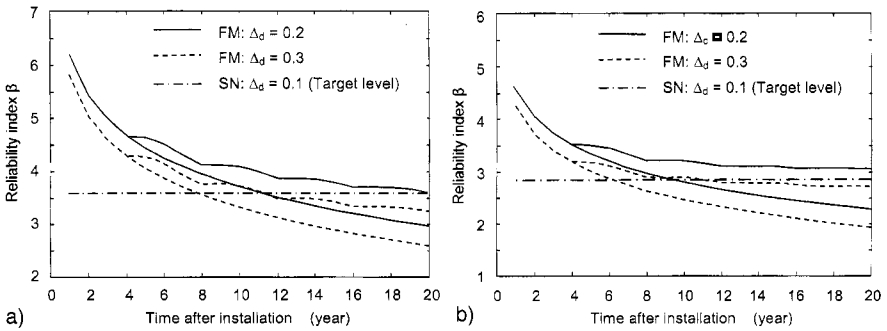 7
6
5
4
3
2
Reliability index β
FM: Δd = 0.2
FM: Δd = 0.3
SN: Δd = 0.1 (Target level)
0 2 4 6 8 10 12 14 16 18 20
Time after installation (year)
a)
6
5
4
3
2
1
Reliability index β
FM: Δc = 0.2
FM: Δd = 0.3
SN: Δd = 0.1 (Target level)
0 2 4 6 8 10 12 14 16 18 20
Time after installation (year)
b)